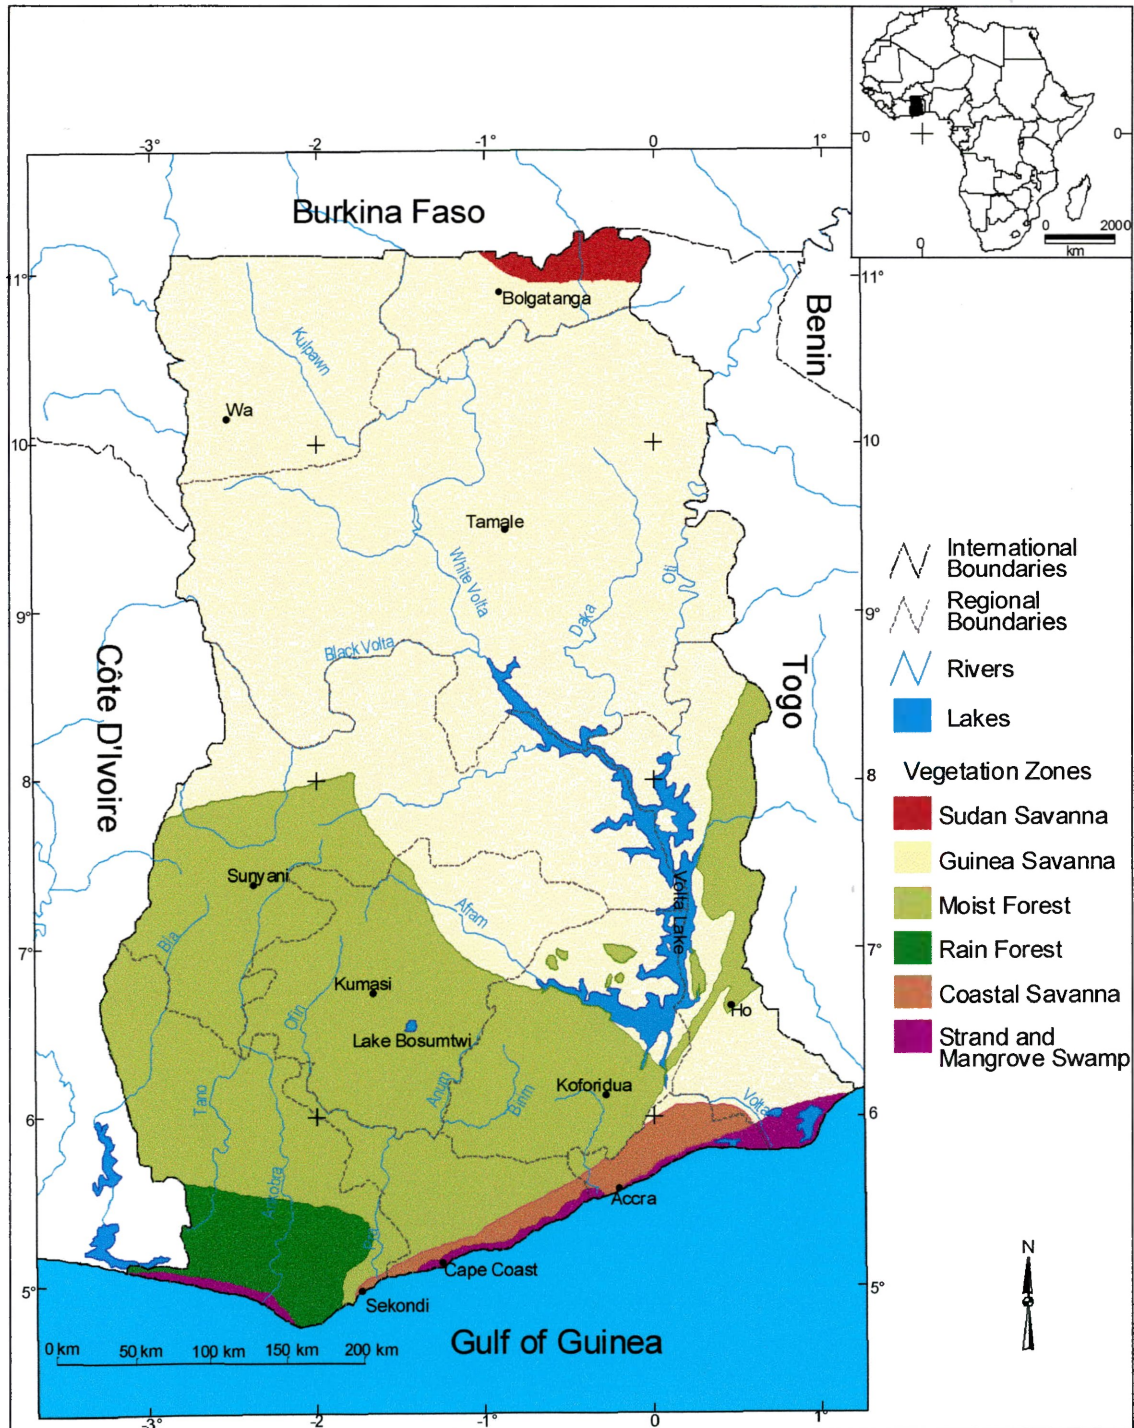 0
0
0
0
2000
km
-3°
-2
-1
0
1°
Burkina Faso
11°
11°
Bolgatanga
Benin
Kulpawn
Wa
10
10
Tamale
White Volta
Oti
Daka
International
Boundaries
Regional
Boundaries
9°
9°
Black Volta
Côte D'Ivoire
Togo
Rivers
Lakes
8
8
Vegetation Zones
Sudan Savanna
Guinea Savanna
Moist Forest
Rain Forest
Coastal Savanna
Strand and
Mangrove Swamp
Sunyani
Volta Lake
Afram
Bia
7°
7°
Kumasi
Ofin
Ho
Lake Bosumtwi
Koforidua
Anum
Birim
Tano
Volta
6
6
Ankobra
Pra
Accra
Cape Coast
5°
5°
Sekondi
N
Gulf of Guinea
0 km
50 km
100 km
150 km
200 km
-3°
-2
-1°
0
1°